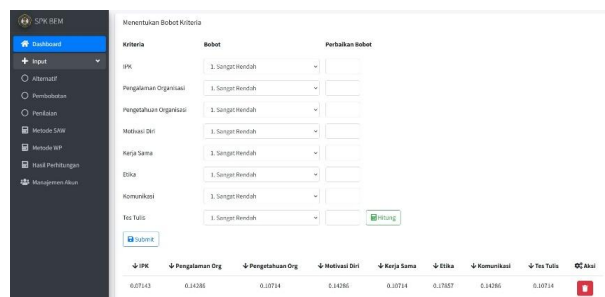 SPK BEM
Dashboard
Input
Alternatif
Pembobotan
Penilaian
Metode SAW
Metode WP
Hasil Perhitungan
Manajemen Akun
Menentukan Bobot Kriteria
Kriteria Bobot Perbaikan Bobot
IPK 1. Sangat Rendah
Pengalaman Organisasi 1. Sangat Rendah
Pengetahuan Organisasi 1. Sangat Rendah
Motivasi Diri 1. Sangat Rendah
Kerja Sama 1. Sangat Rendah
Etika 1. Sangat Rendah
Komunikasi 1. Sangat Rendah
Tes Tulis 1. Sangat Rendah Hitung
Submit
IPK Pengalaman Org Pengetahuan Org Motivasi Diri Kerja Sama Etika Komunikasi Tes Tulis Aksi
0.07143 0.14286 0.10714 0.14286 0.10714 0.17857 0.14286 0.10714